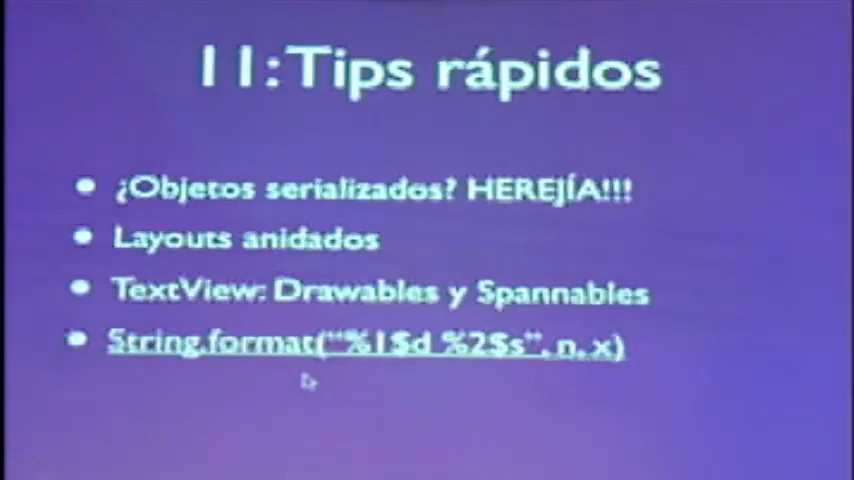 11: Tips rápidos
¿Objetos serializados? HEREJÍA!!!
Layouts anidados
TextView: Drawables y Spannables
String.format("%1$d %2$s", n, x)